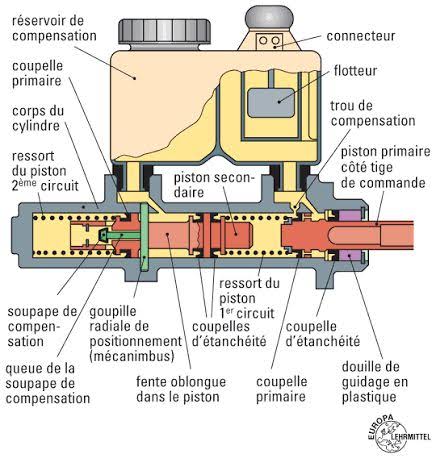 réservoir de
compensation
coupelle
primaire
corps du
cylindre
ressort du
piston
2ème circuit
connecteur
flotteur
trou de
compensation
piston primaire
côté tige
de commande
piston secon-
daire
soupape de
compen-
sation
queue de la
soupape de
compensation
goupille
radiale de
positionnement
(mécanimbus)
fente oblongue
dans le piston
coupelles
d'étanchéité
ressort du
piston
1er circuit
coupelle
primaire
coupelle
d'étanchéité
douille de
guidage en
plastique
EUROPA
LEHRMITTEL